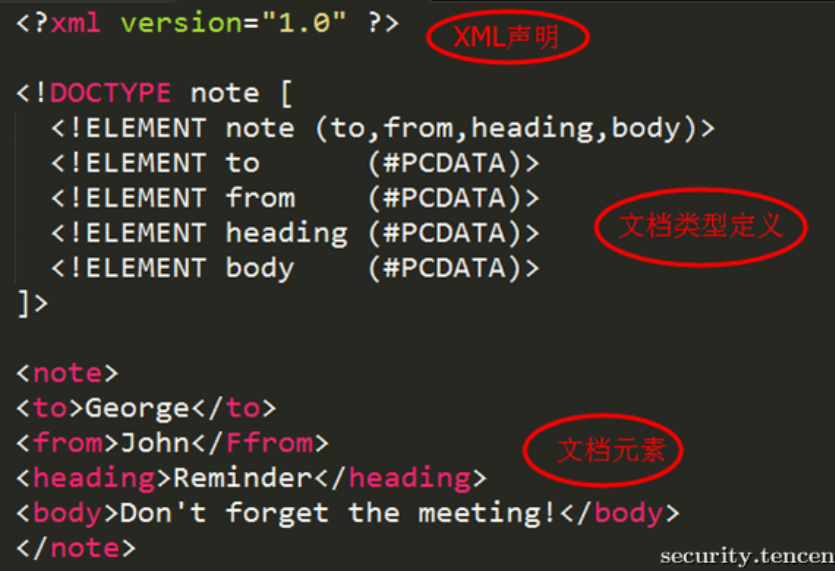 <?xml version="1.0" ?>
XML声明
<!DOCTYPE note [
<!ELEMENT note (to,from,heading,body)>
<!ELEMENT to (#PCDATA)>
<!ELEMENT from (#PCDATA)>
<!ELEMENT heading (#PCDATA)>
文档类型定义
<!ELEMENT body (#PCDATA)>
]>
<note>
<to>George</to>
<from>John</Ffrom>
文档元素
<heading>Reminder</heading>
<body>Don't forget the meeting!</body>
</note>
security.tencen